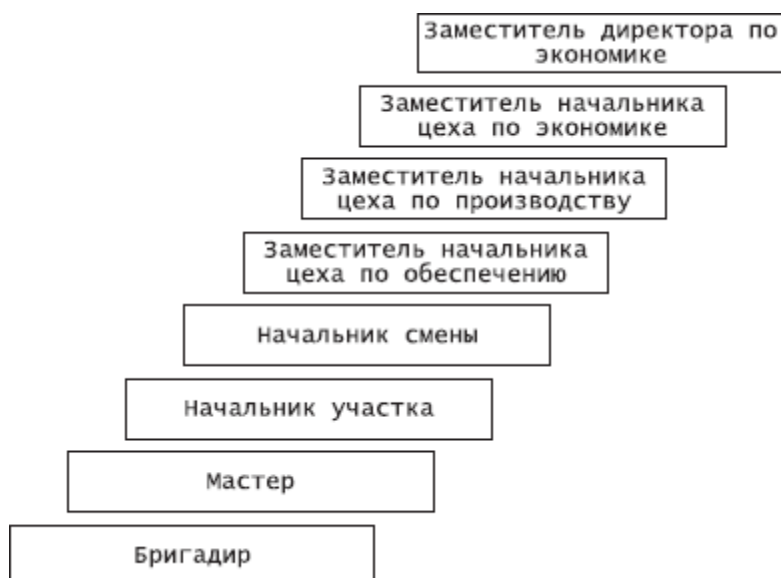 Заместитель директора по
экономике
Заместитель начальника
цеха по экономике
Заместитель начальника
цеха по производству
Заместитель начальника
цеха по обеспечению
Начальник смены
Начальник участка
Мастер
Бригадир